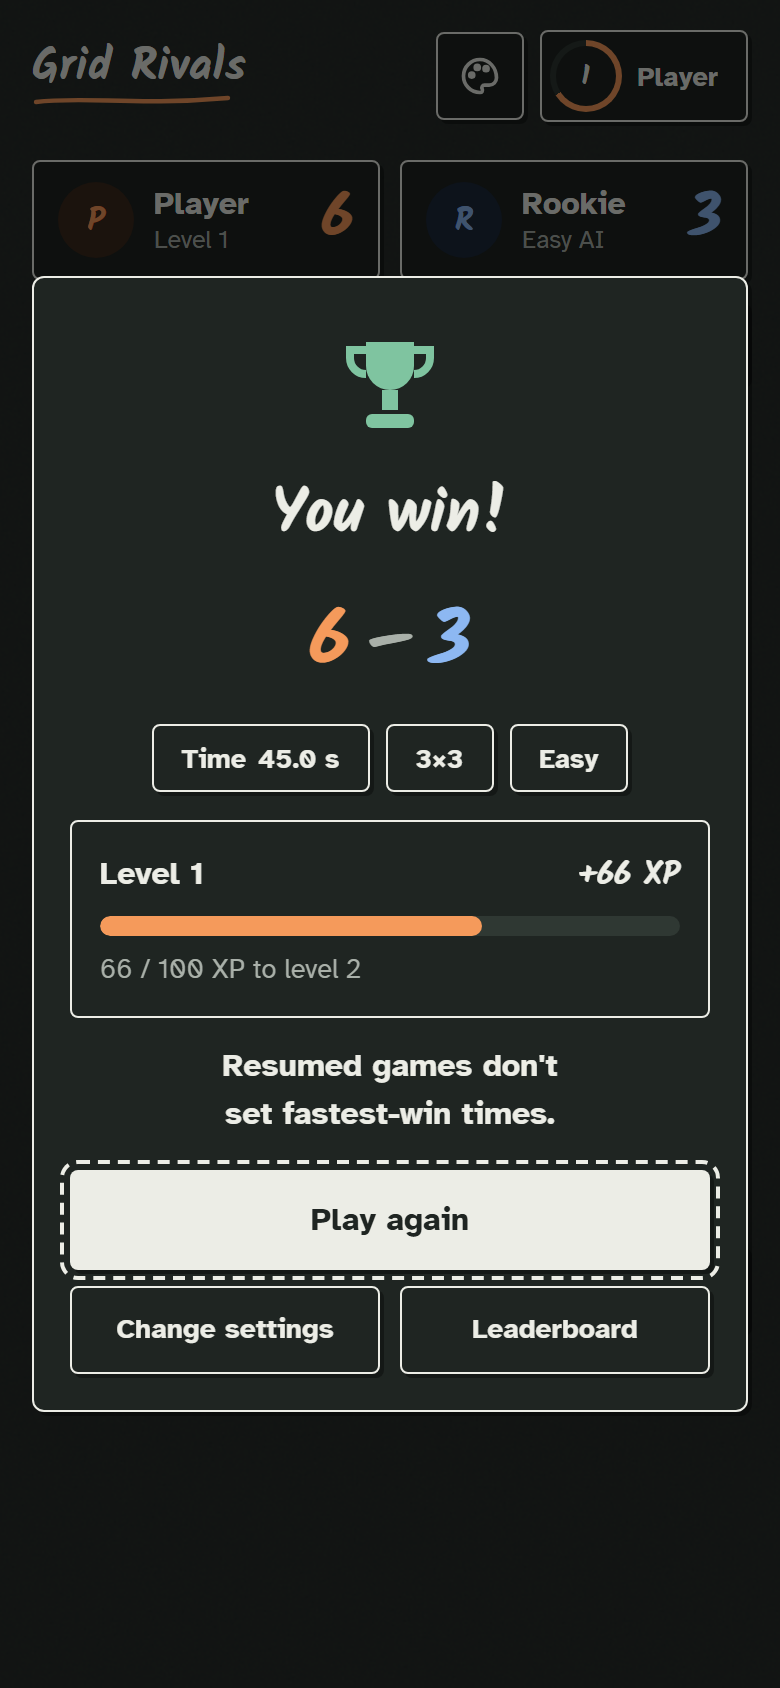 Grid Rivals
1
Player
P
Player
Level 1
6
R
Rookie
Easy AI
3
You win!
6 – 3
Time 45.0 s
3×3
Easy
Level 1
+66 XP
66 / 100 XP to level 2
Resumed games don't
set fastest-win times.
Play again
Change settings
Leaderboard